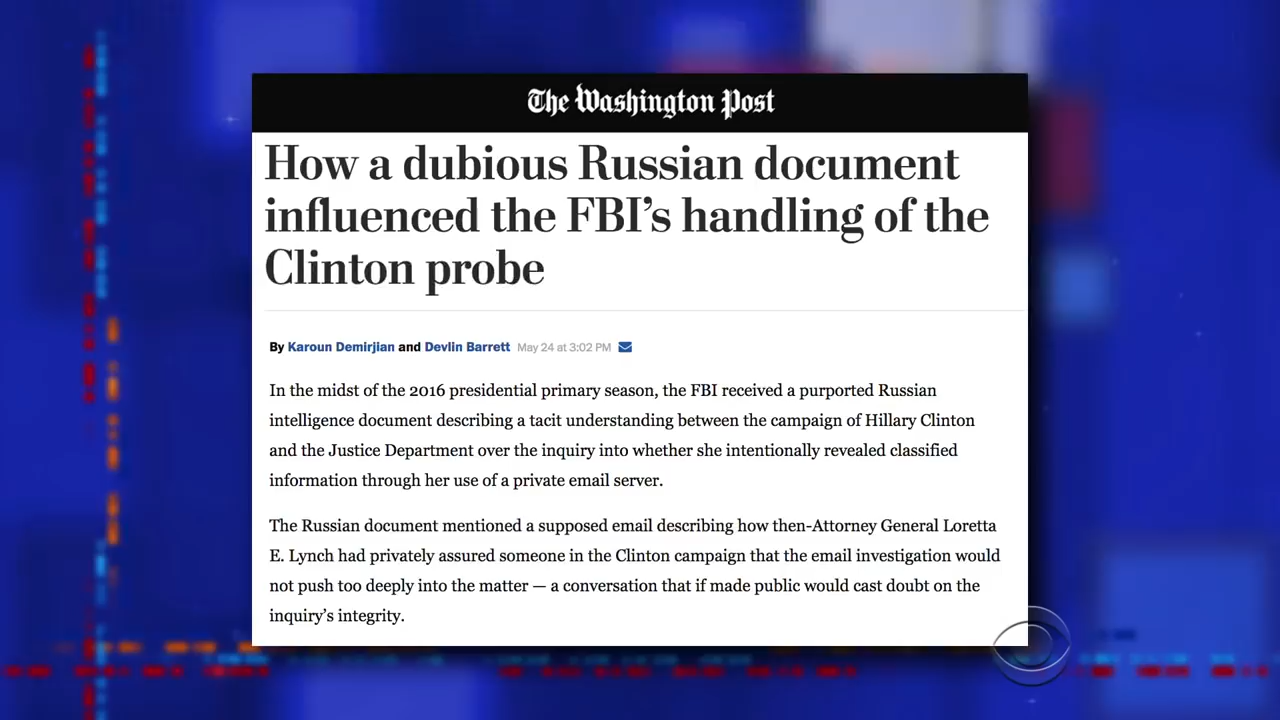 The Washington Post
How a dubious Russian document
influenced the FBI’s handling of the
Clinton probe
By Karoun Demirjian and Devlin Barrett May 24 at 3:02 PM
In the midst of the 2016 presidential primary season, the FBI received a purported Russian
intelligence document describing a tacit understanding between the campaign of Hillary Clinton
and the Justice Department over the inquiry into whether she intentionally revealed classified
information through her use of a private email server.
The Russian document mentioned a supposed email describing how then-Attorney General Loretta
E. Lynch had privately assured someone in the Clinton campaign that the email investigation would
not push too deeply into the matter — a conversation that if made public would cast doubt on the
inquiry’s integrity.